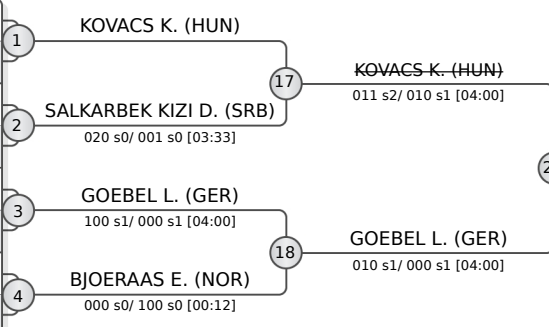 1
KOVACS K. (HUN)
17
KOVACS K. (HUN)
011 s2/ 010 s1 [04:00]
2
SALKARBEK KIZI D. (SRB)
020 s0/ 001 s0 [03:33]
3
GOEBEL L. (GER)
100 s1/ 000 s1 [04:00]
18
GOEBEL L. (GER)
010 s1/ 000 s1 [04:00]
4
BJOERAAS E. (NOR)
000 s0/ 100 s0 [00:12]